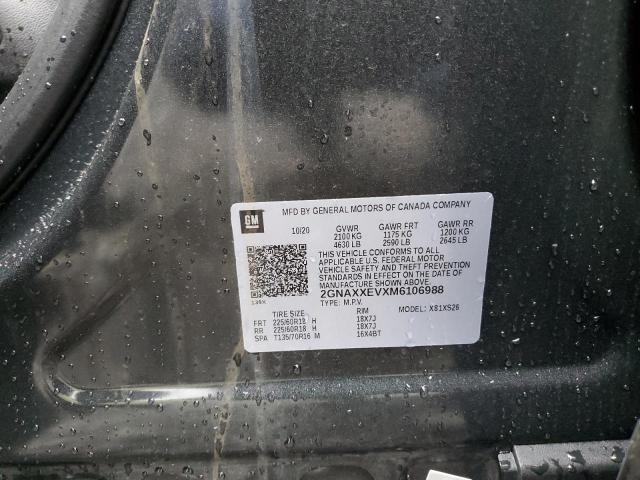 GM
MFD BY GENERAL MOTORS OF CANADA COMPANY
10/20 GVWR GAWR FRT GAWR RR
2100 KG 1175 KG 1200 KG
4630 LB 2590 LB 2645 LB
THIS VEHICLE CONFORMS TO ALL
APPLICABLE U.S. FEDERAL MOTOR
VEHICLE SAFETY AND THEFT PREVENTION
STANDARDS IN EFFECT ON THE DATE OF
MANUFACTURE SHOWN ABOVE.
2GNAXXEVXM6106988
TYPE: M.P.V. MODEL: X81XS26
TIRE SIZE RIM
FRT 225/60R18 H 18X7J
RR 225/60R18 H 18X7J
SPA T135/70R16 M 16X4BT